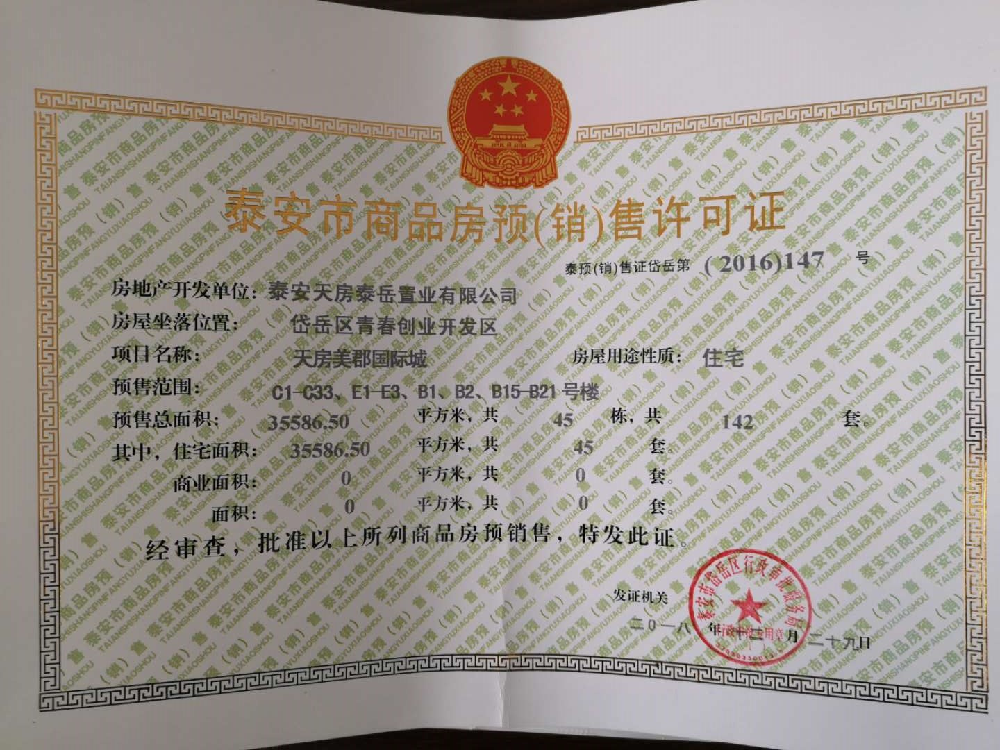 泰安市商品房预(销)售许可证
泰预(销)售证岱岳第 (2016)147 号
房地产开发单位：泰安天房泰岳置业有限公司
房屋坐落位置： 岱岳区青春创业开发区
项目名称： 天房美郡国际城 房屋用途性质： 住宅
预售范围： C1-C33、E1-E3、B1、B2、B15-B21 号楼
预售总面积： 35586.50 平方米，共 45 栋，共 142 套。
其中，住宅面积： 35586.50 平方米，共 45 套。
商业面积： 0 平方米，共 0 套。
面积： 0 平方米，共 0 套。
经审查，批准以上所列商品房预销售，特发此证。
泰安市岱岳区行政审批服务局
发证机关
二0一八 年 月 二十九日
行政审批专用章